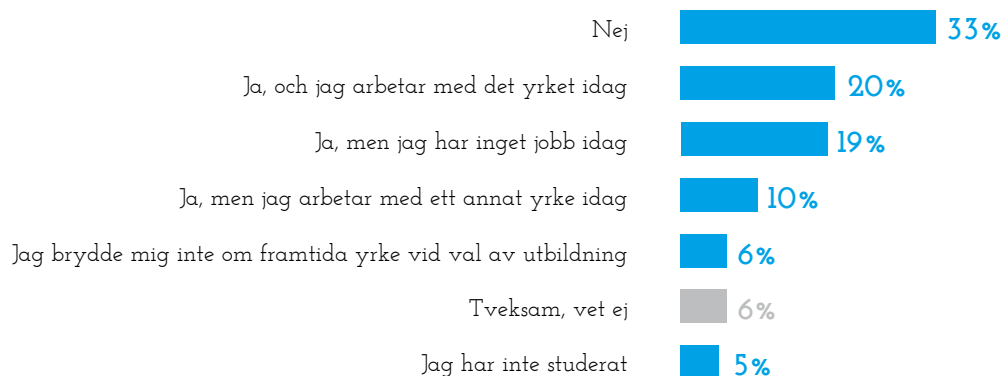 Nej 33%
Ja, och jag arbetar med det yrket idag 20%
Ja, men jag har inget jobb idag 19%
Ja, men jag arbetar med ett annat yrke idag 10%
Jag brydde mig inte om framtida yrke vid val av utbildning 6%
Tveksam, vet ej 6%
Jag har inte studerat 5%